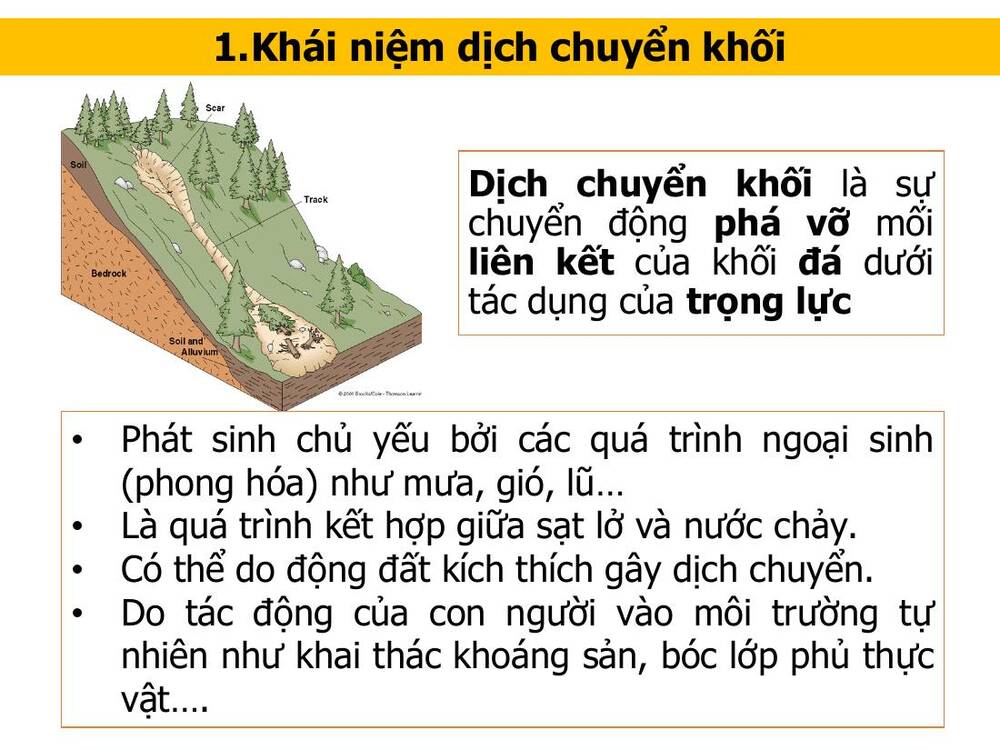 1.Khái niệm dịch chuyển khối
Scar
Soil
Track
Bedrock
Soil and
Alluvium
Dịch chuyển khối là sự
chuyển động phá vỡ mối
liên kết của khối đá dưới
tác dụng của trọng lực
• Phát sinh chủ yếu bởi các quá trình ngoại sinh
(phong hóa) như mưa, gió, lũ…
• Là quá trình kết hợp giữa sạt lở và nước chảy.
• Có thể do động đất kích thích gây dịch chuyển.
• Do tác động của con người vào môi trường tự
nhiên như khai thác khoáng sản, bóc lớp phủ thực
vật….